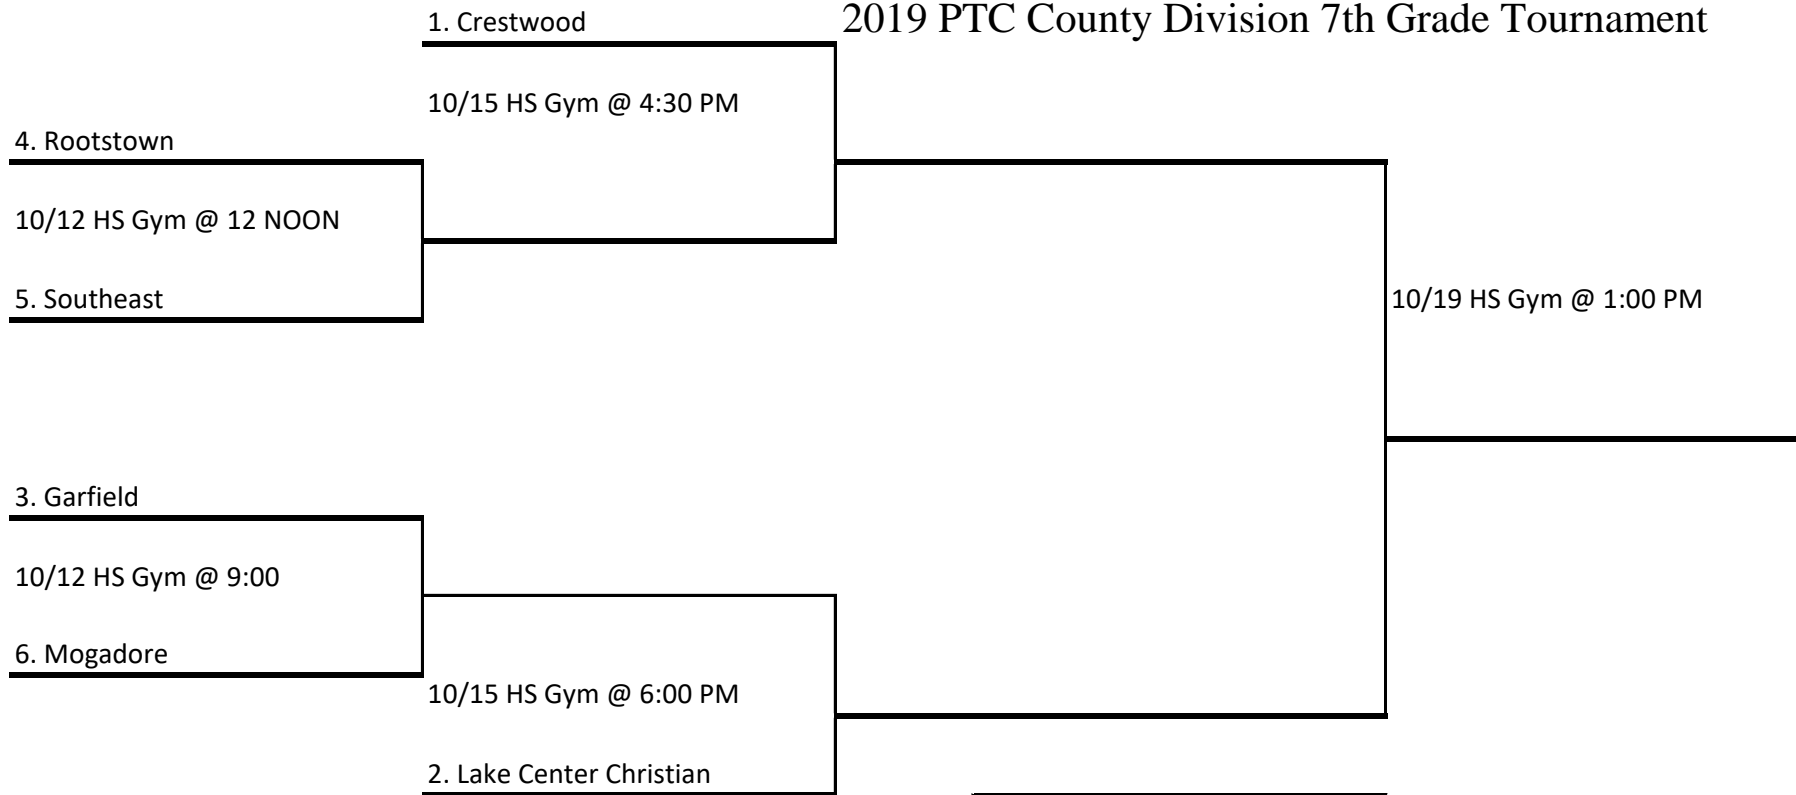 2019 PTC County Division 7th Grade Tournament
1. Crestwood
10/15 HS Gym @ 4:30 PM
4. Rootstown
10/12 HS Gym @ 12 NOON
5. Southeast
10/19 HS Gym @ 1:00 PM
3. Garfield
10/12 HS Gym @ 9:00
6. Mogadore
10/15 HS Gym @ 6:00 PM
2. Lake Center Christian